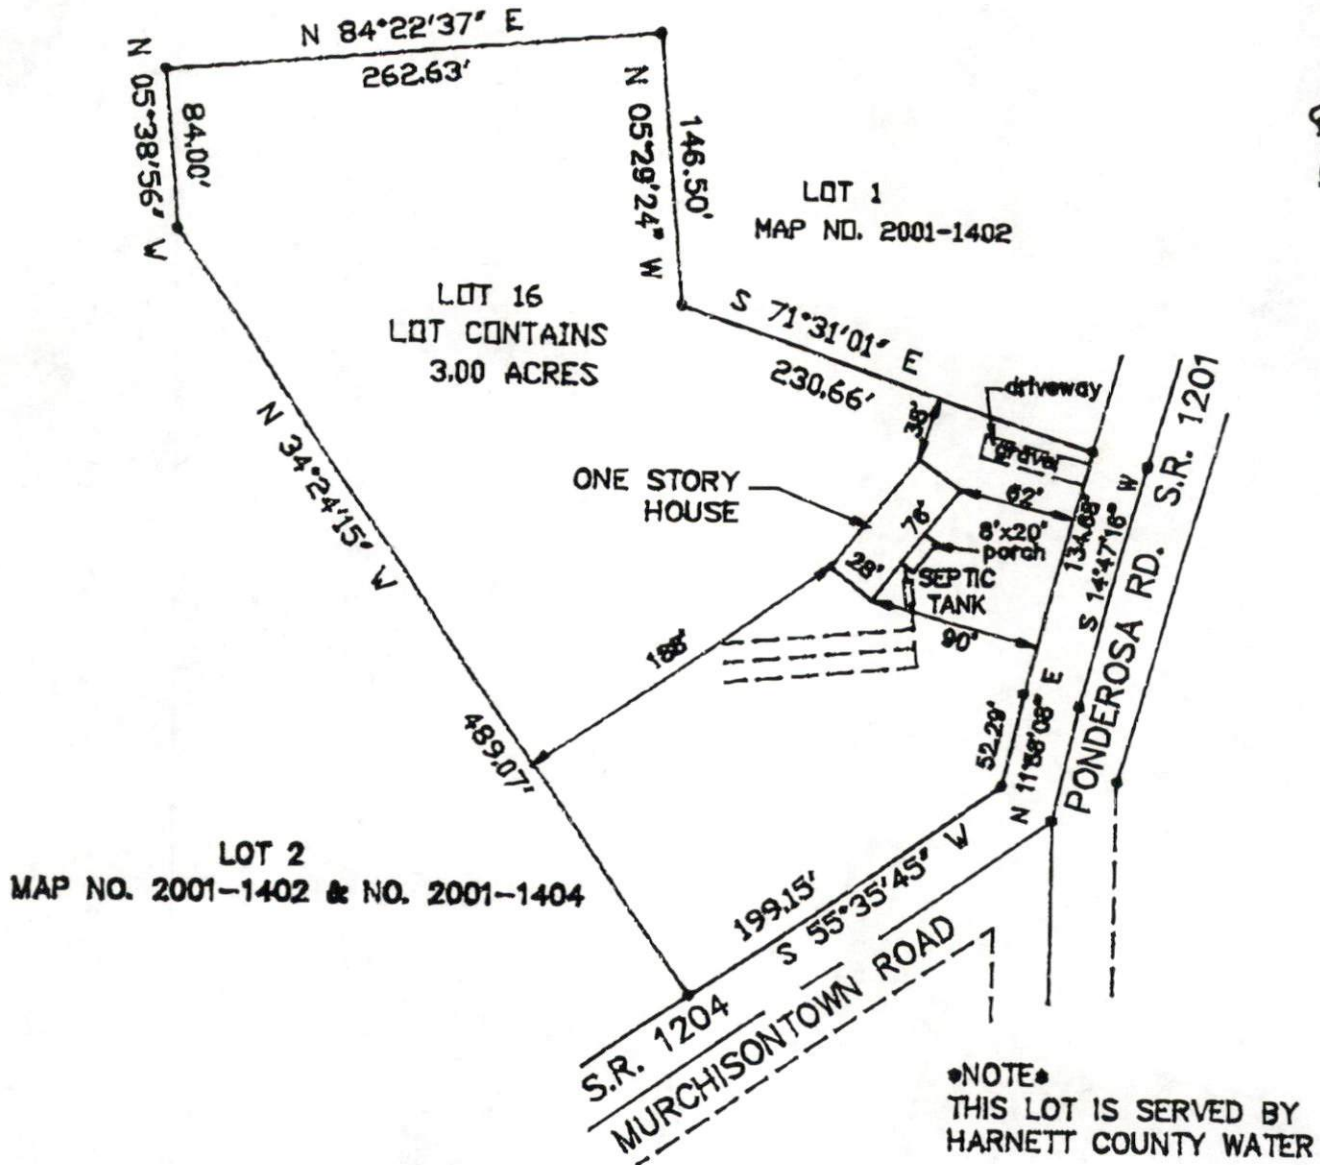 N 84°22'37" E
262.63'
N 05°38'56" W
84.00'
N 05°29'24" W
146.50'
LOT 1
MAP NO. 2001-1402
LOT 16
LOT CONTAINS
3.00 ACRES
S 71°31'01" E
230.66'
driveway
gravel
35'
62'
ONE STORY
HOUSE
76'
8'x20'
porch
28'
SEPTIC
TANK
90'
188'
N 34°24'15" W
489.07'
134.68'
S 14°47'16" W
PONDEROSA RD. S.R. 1201
52.29'
LOT 2
MAP NO. 2001-1402 & NO. 2001-1404
199.15'
S 55°35'45" W
S.R. 1204
MURCHISONTOWN ROAD
*NOTE*
THIS LOT IS SERVED BY
HARNETT COUNTY WATER